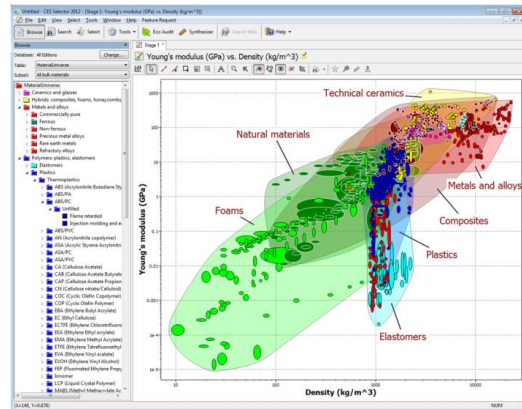 Untitled - CES Selector 2012 - [Stage 1: Young's modulus (GPa) vs. Density (kg/m^3)]
File Edit View Select Tools Window Help Feature Request
Browse Search Select Tools Eco Audit Synthesizer Search Web Help
Browse
Database: All Editions Change...
Table: MaterialUniverse
Subset: All bulk materials
MaterialUniverse
Ceramics and glasses
Hybrids: composites, foams, honeycombs
Metals and alloys
Commercially pure
Ferrous
Non-ferrous
Precious metal alloys
Rare earth metals
Refractory alloys
Polymers: plastics, elastomers
Elastomers
Plastics
Thermoplastics
ABS (Acrylonitrile Butadiene Sty
ABS/PA
ABS/PC
Unfilled
Flame retarded
Injection molding and e
ABS/PVC
AN (Acrylonitrile copolymer)
ASA (Acrylic Styrene Acrylonitri
ASA/PC
ASA/PVC
CA (Cellulose Acetate)
CAB (Cellulose Acetate Butyrate
CAP (Cellulose Acetate Propion
CN (Cellulose nitrate/Celluloid)
COC (Cyclic Olefin Copolymer)
COP (Cyclic Olefin Polymer)
EBA (Ethylene Butyl Acrylate)
EC (Ethyl Cellulose)
ECTFE (Ethylene Chlorotrifluoro
EEA (Ethylene Ethyl acrylate)
EMA (Ethylene Methyl Acrylate)
ETFE (Ethylene Tetrafluoroethyl
EVA (Ethylene Vinyl acetate)
EVOH (Ethylene Vinyl Alcohol)
FEP (Fluorinated Ethylene Propy
Ionomer
LCP (Liquid Crystal Polymer)
MABS (Methyl Methacrylate Ac
Stage 1
Young's modulus (GPa) vs. Density (kg/m^3)
Technical ceramics
Natural materials
Foams
Metals and alloys
Composites
Plastics
Elastomers
Young's modulus (GPa)
1000
100
10
1
0.1
0.01
0.001
1e-4
1e-5
10
100
1000
10000
Density (kg/m^3)
(X=148, Y=0.676)
NUM